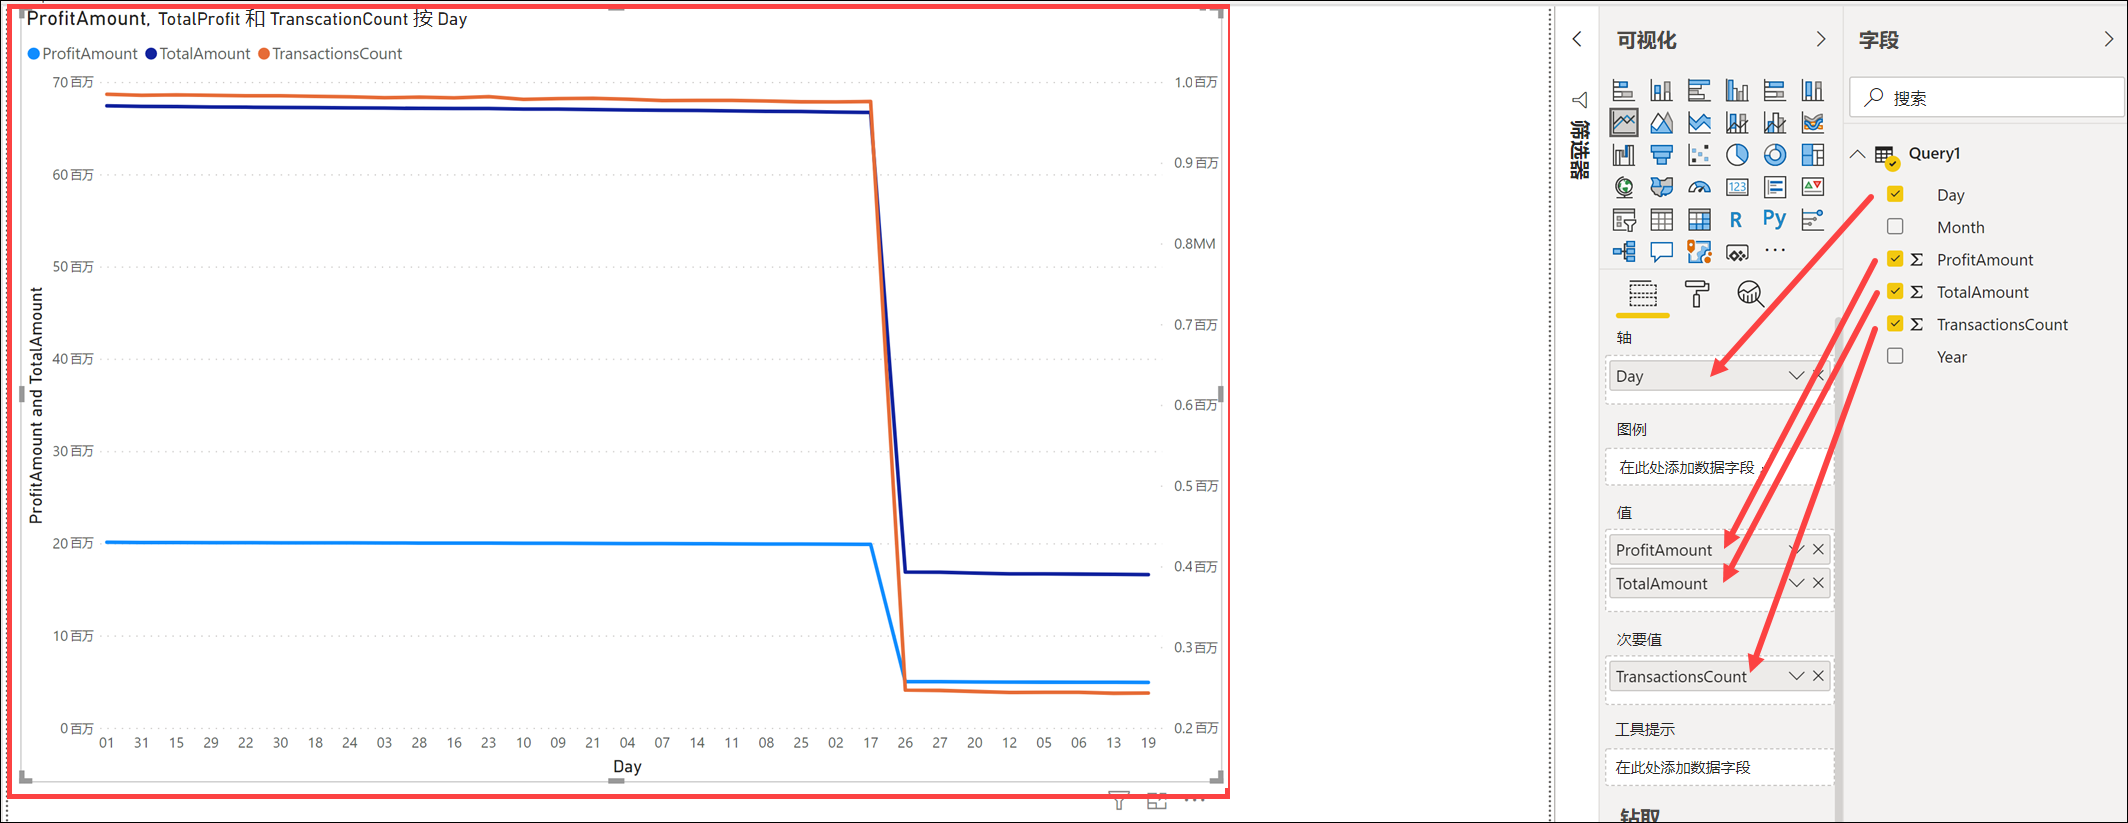 ProfitAmount, TotalProfit 和 TranscationCount 按 Day
ProfitAmount TotalAmount TransactionsCount
70百万
60百万
50百万
40百万
30百万
20百万
10百万
0百万
ProfitAmount and TotalAmount
1.0百万
0.9百万
0.8MM
0.7百万
0.6百万
0.5百万
0.4百万
0.3百万
0.2百万
01 31 15 29 22 30 18 24 03 28 16 23 10 09 21 04 07 14 11 08 25 02 17 26 27 20 12 05 06 13 19
Day
筛选器
可视化
123
R Py
轴
Day
图例
在此处添加数据字段
值
ProfitAmount
TotalAmount
次要值
TransactionsCount
工具提示
在此处添加数据字段
钻取
字段
搜索
Query1
Day
Month
ProfitAmount
TotalAmount
TransactionsCount
Year